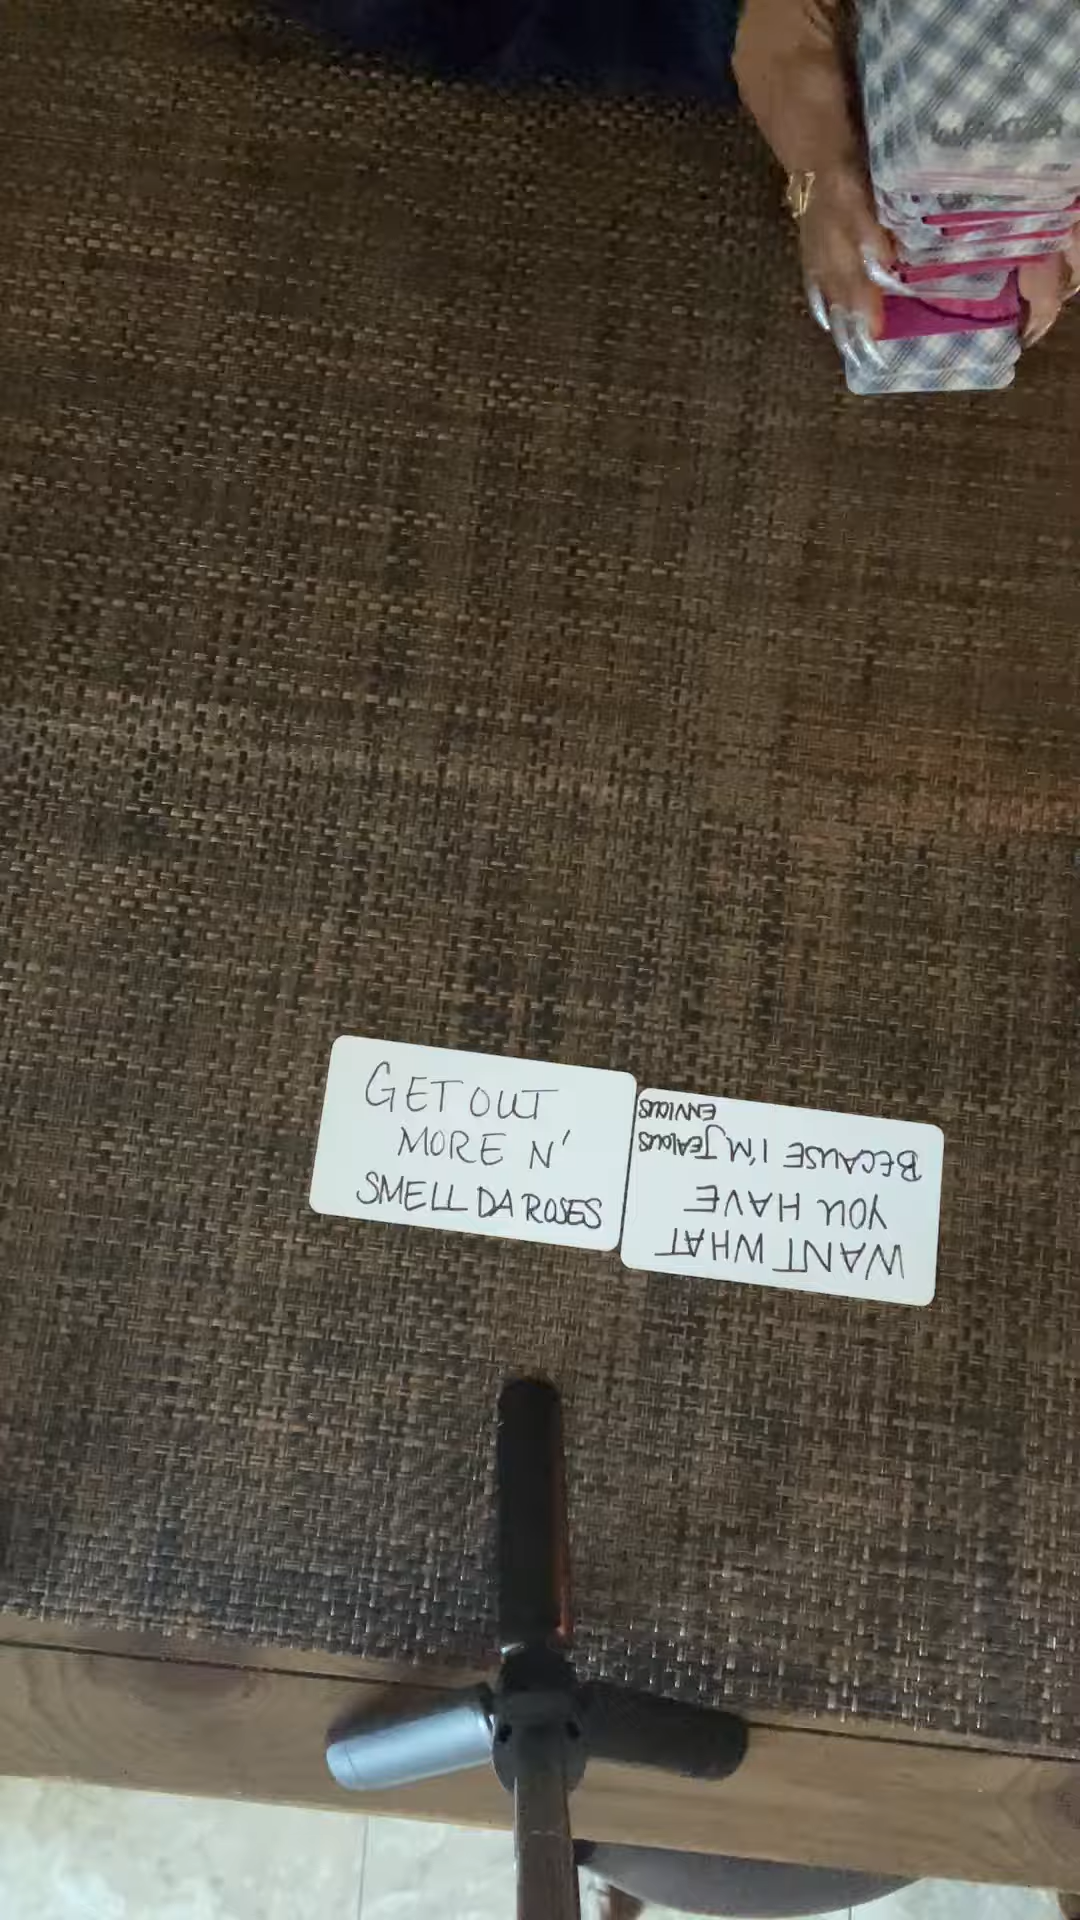 GET OUT
MORE N'
SMELL DA ROSES
WANT WHAT
YOU HAVE
BECAUSE I'M JEALOUS
ENVIOUS